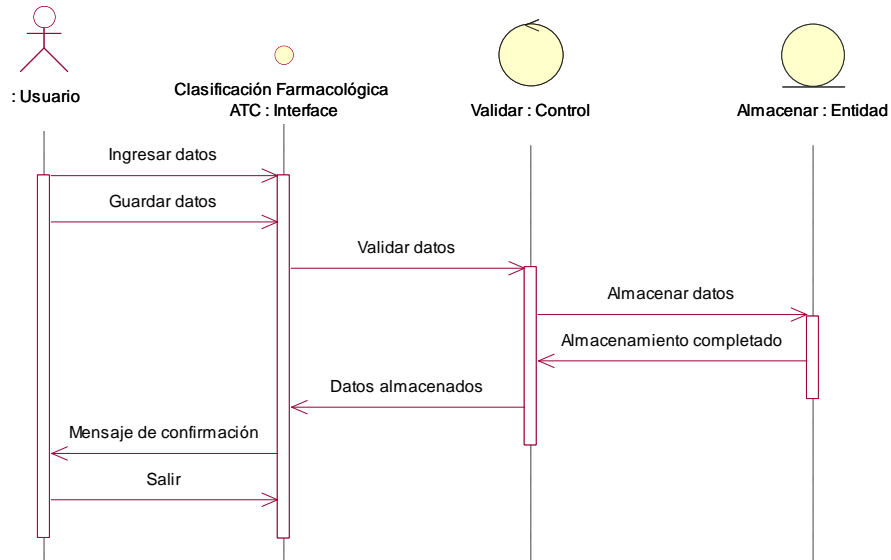 : Usuario
Clasificación Farmacológica
ATC : Interface
Validar : Control
Almacenar : Entidad
Ingresar datos
Guardar datos
Validar datos
Almacenar datos
Almacenamiento completado
Datos almacenados
Mensaje de confirmación
Salir